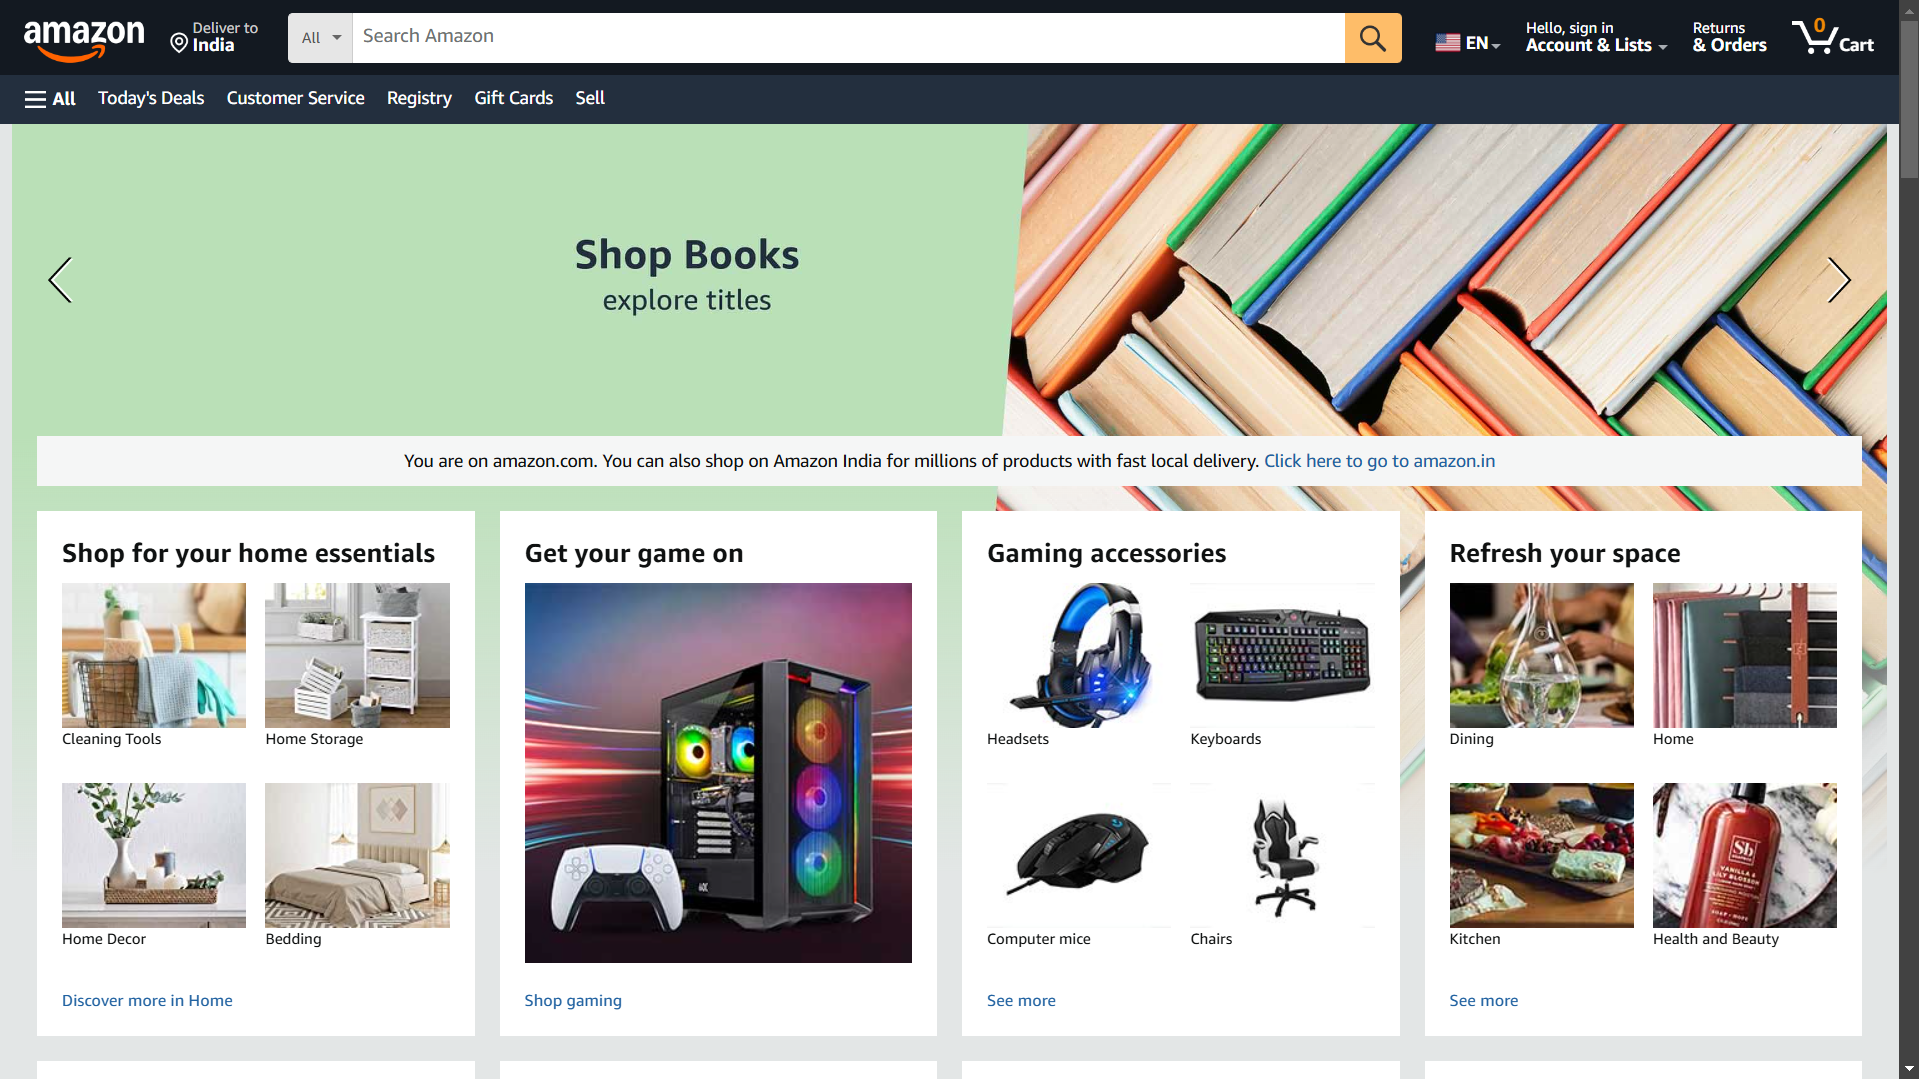 amazon
Deliver to
India
All
Search Amazon
EN
Hello, sign in
Account & Lists
Returns
& Orders
0
Cart
All
Today's Deals
Customer Service
Registry
Gift Cards
Sell
Shop Books
explore titles
You are on amazon.com. You can also shop on Amazon India for millions of products with fast local delivery. Click here to go to amazon.in
Shop for your home essentials
Cleaning Tools
Home Storage
Home Decor
Bedding
Discover more in Home
Get your game on
Shop gaming
Gaming accessories
Headsets
Keyboards
Computer mice
Chairs
See more
Refresh your space
Dining
Home
Kitchen
Sb
VANILLA &
LILY BLOSSOM
Health and Beauty
See more